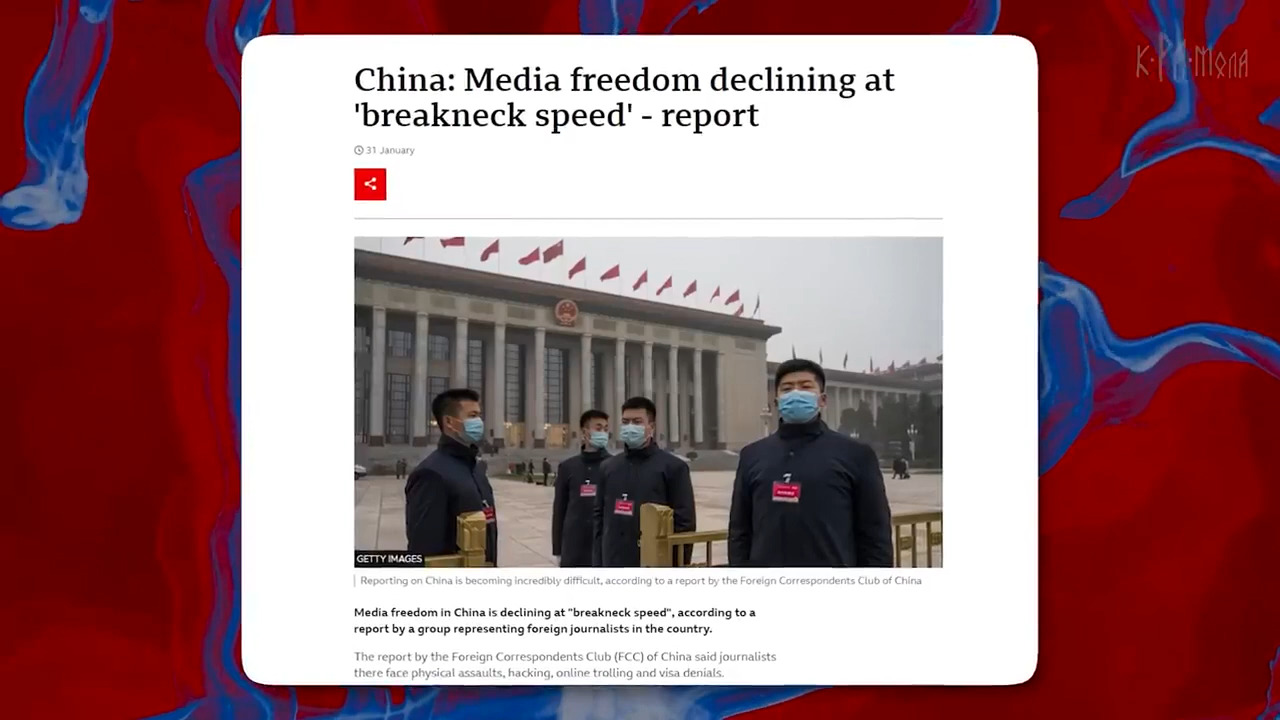 К·РА·МОЛА
China: Media freedom declining at
'breakneck speed' - report
31 January
GETTY IMAGES
Reporting on China is becoming incredibly difficult, according to a report by the Foreign Correspondents Club of China
Media freedom in China is declining at "breakneck speed", according to a
report by a group representing foreign journalists in the country.
The report by the Foreign Correspondents Club (FCC) of China said journalists
there face physical assaults, hacking, online trolling and visa denials.